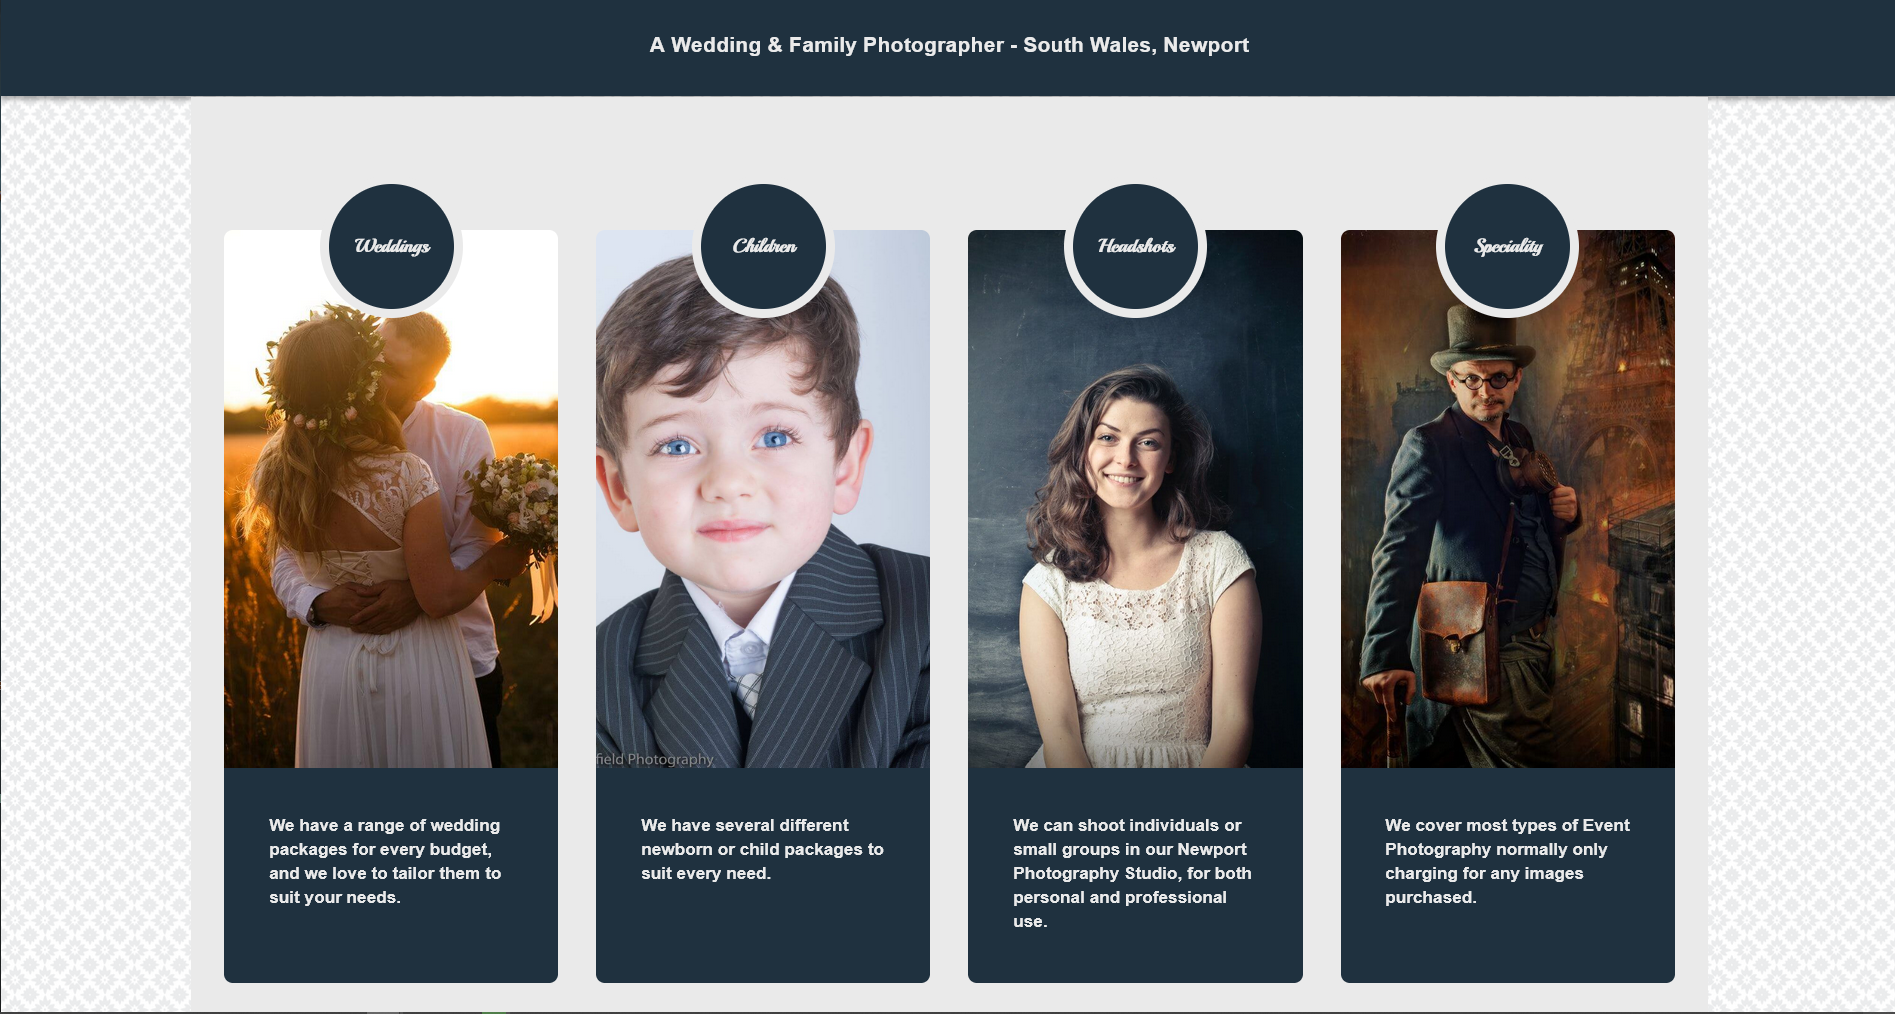 A Wedding & Family Photographer - South Wales, Newport
Weddings
Children
Headshots
Speciality
field Photography
We have a range of wedding
packages for every budget,
and we love to tailor them to
suit your needs.
We have several different
newborn or child packages to
suit every need.
We can shoot individuals or
small groups in our Newport
Photography Studio, for both
personal and professional
use.
We cover most types of Event
Photography normally only
charging for any images
purchased.